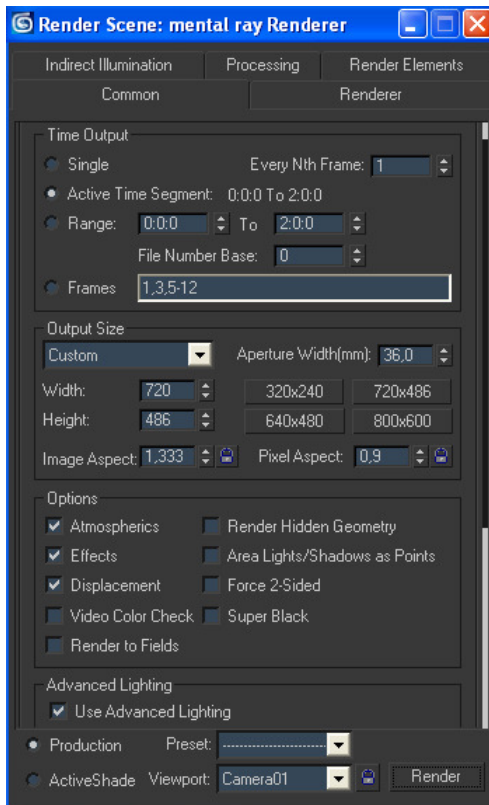 Render Scene: mental ray Renderer
Indirect Illumination Processing Render Elements
Common Renderer
Time Output
Single Every Nth Frame: 1
Active Time Segment: 0:0:0 To 2:0:0
Range: 0:0:0 To 2:0:0
File Number Base: 0
Frames 1,3,5-12
Output Size
Custom Aperture Width(mm): 36,0
Width: 720 320x240 720x486
Height: 486 640x480 800x600
Image Aspect: 1,333 Pixel Aspect: 0,9
Options
Atmospherics Render Hidden Geometry
Effects Area Lights/Shadows as Points
Displacement Force 2-Sided
Video Color Check Super Black
Render to Fields
Advanced Lighting
Use Advanced Lighting
Production Preset: --------------------
ActiveShade Viewport: Camera01 Render